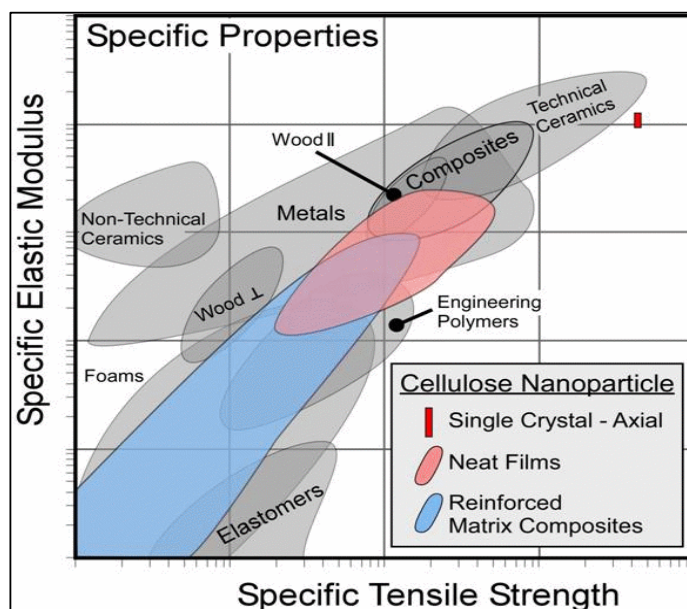 Specific Properties
Technical
Ceramics
Wood ||
Composites
Non-Technical
Ceramics
Metals
Wood ⊥
Engineering
Polymers
Foams
Elastomers
Cellulose Nanoparticle
Single Crystal - Axial
Neat Films
Reinforced
Matrix Composites
Specific Elastic Modulus
Specific Tensile Strength